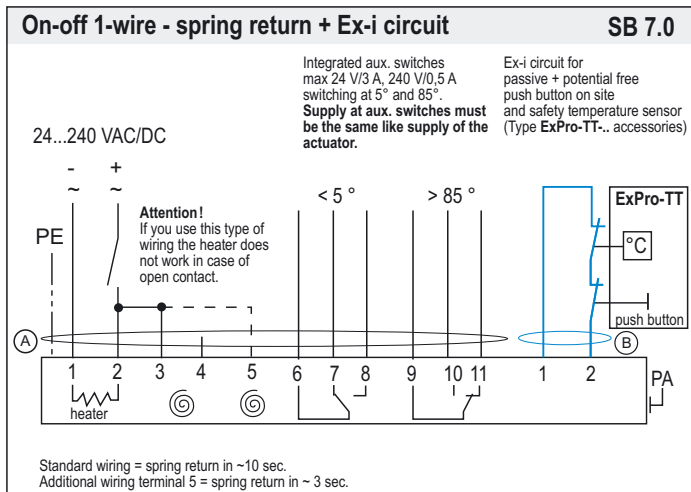 On-off 1-wire - spring return + Ex-i circuit
SB 7.0
Integrated aux. switches
max 24 V/3 A, 240 V/0,5 A
switching at 5° and 85°.
Supply at aux. switches must
be the same like supply of the
actuator.
Ex-i circuit for
passive + potential free
push button on site
and safety temperature sensor
(Type ExPro-TT-.. accessories)
24...240 VAC/DC
- +
~ ~
Attention!
If you use this type of
wiring the heater does
not work in case of
open contact.
< 5 °
> 85 °
ExPro-TT
°C
push button
PE
A
B
1 2 3 4 5 6 7 8 9 10 11 1 2
PA
heater
Standard wiring = spring return in ~10 sec.
Additional wiring terminal 5 = spring return in ~ 3 sec.